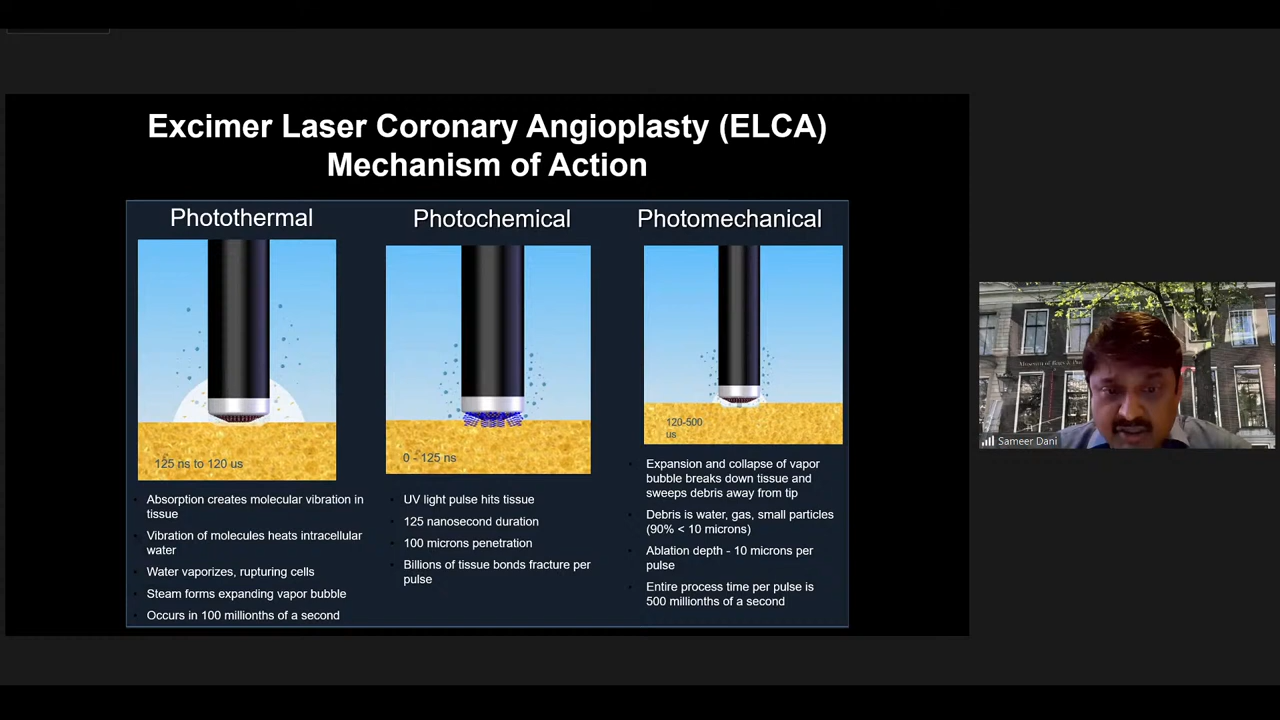 Excimer Laser Coronary Angioplasty (ELCA)
Mechanism of Action
Photothermal
125 ns to 120 us
Absorption creates molecular vibration in
tissue
Vibration of molecules heats intracellular
water
Water vaporizes, rupturing cells
Steam forms expanding vapor bubble
Occurs in 100 millionths of a second
Photochemical
0 - 125 ns
UV light pulse hits tissue
125 nanosecond duration
100 microns penetration
Billions of tissue bonds fracture per
pulse
Photomechanical
120-500
us
Expansion and collapse of vapor
bubble breaks down tissue and
sweeps debris away from tip
Debris is water, gas, small particles
(90% < 10 microns)
Ablation depth - 10 microns per
pulse
Entire process time per pulse is
500 millionths of a second
Sameer Dani